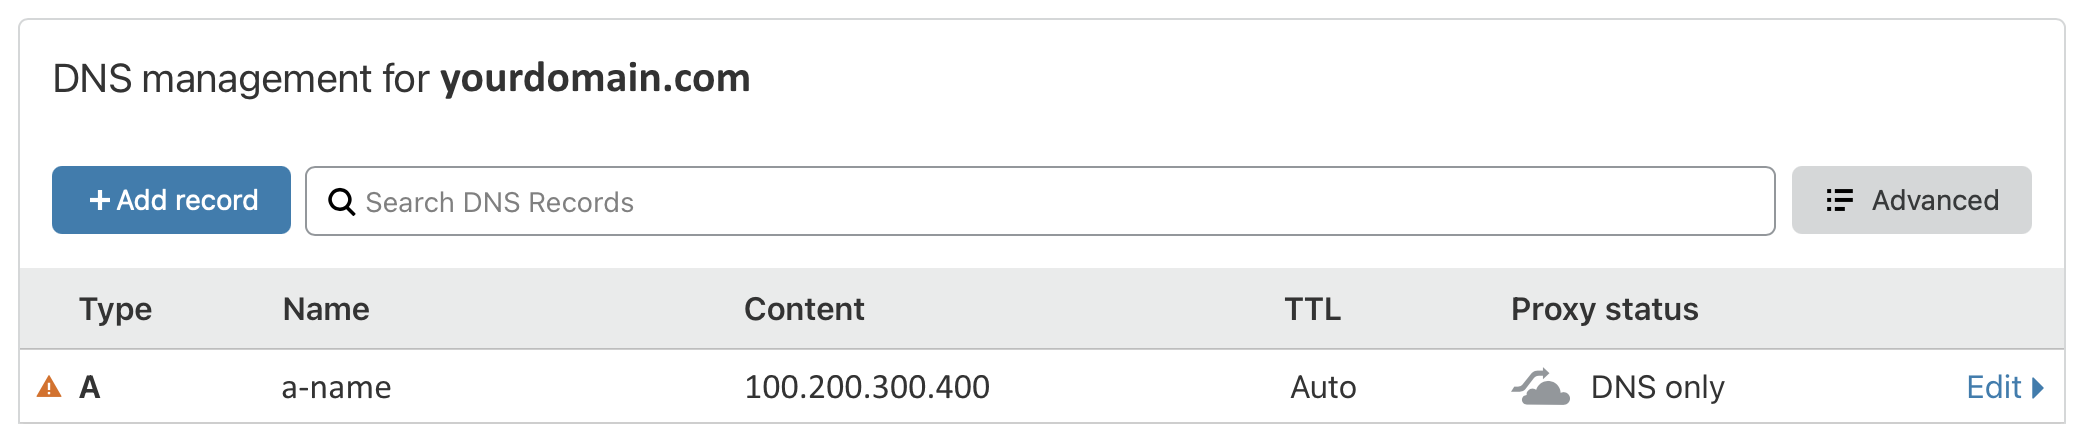 DNS management for yourdomain.com
+ Add record
Search DNS Records
Advanced
Type Name Content TTL Proxy status
A a-name 100.200.300.400 Auto DNS only Edit